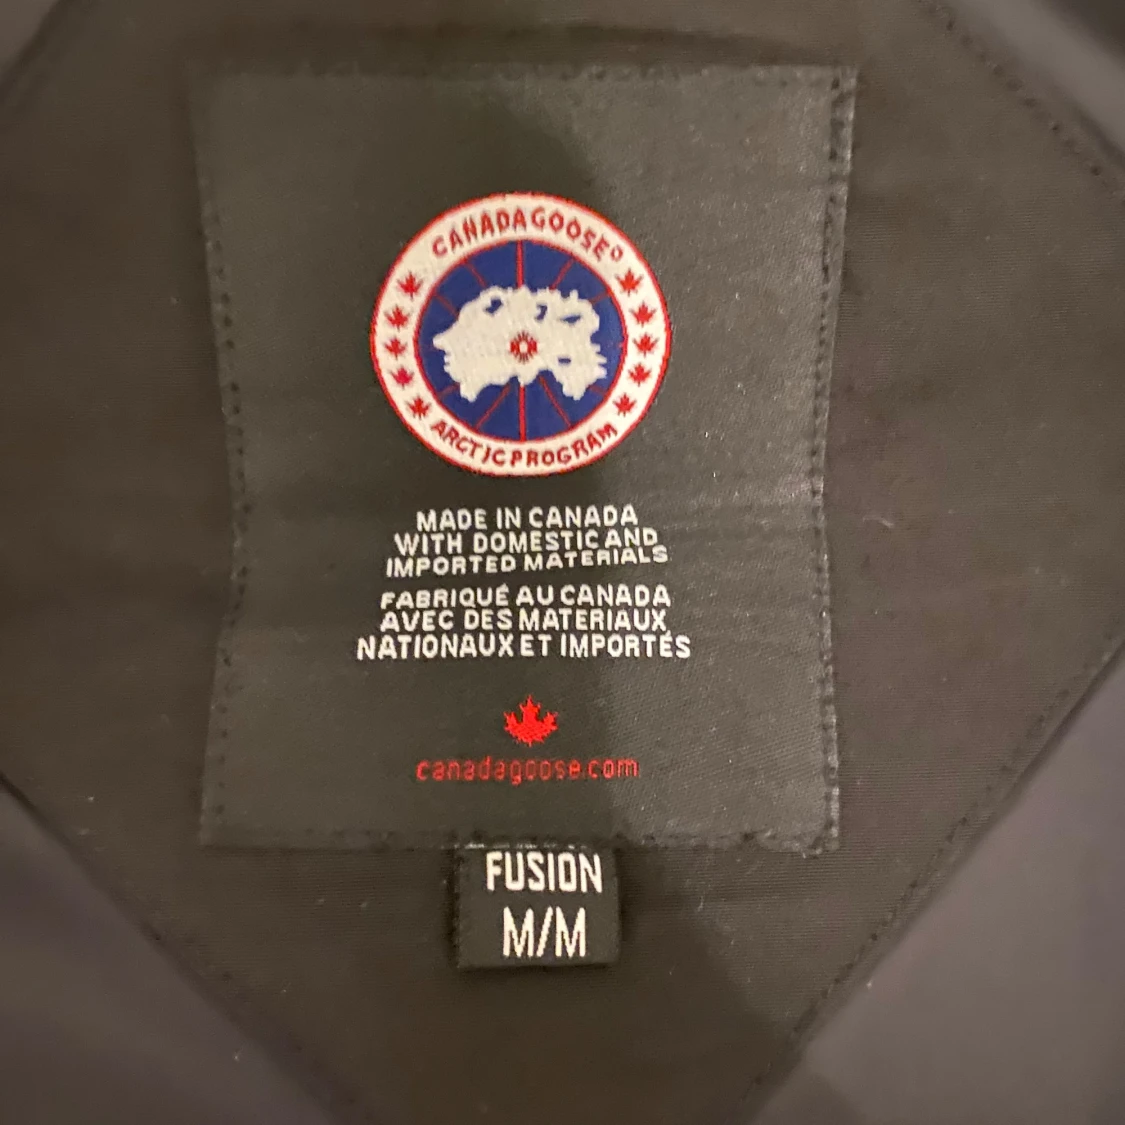 CANADA GOOSE®
ARCTIC PROGRAM
MADE IN CANADA
WITH DOMESTIC AND
IMPORTED MATERIALS
FABRIQUÉ AU CANADA
AVEC DES MATERIAUX
NATIONAUX ET IMPORTÉS
canadagoose.com
FUSION
M/M